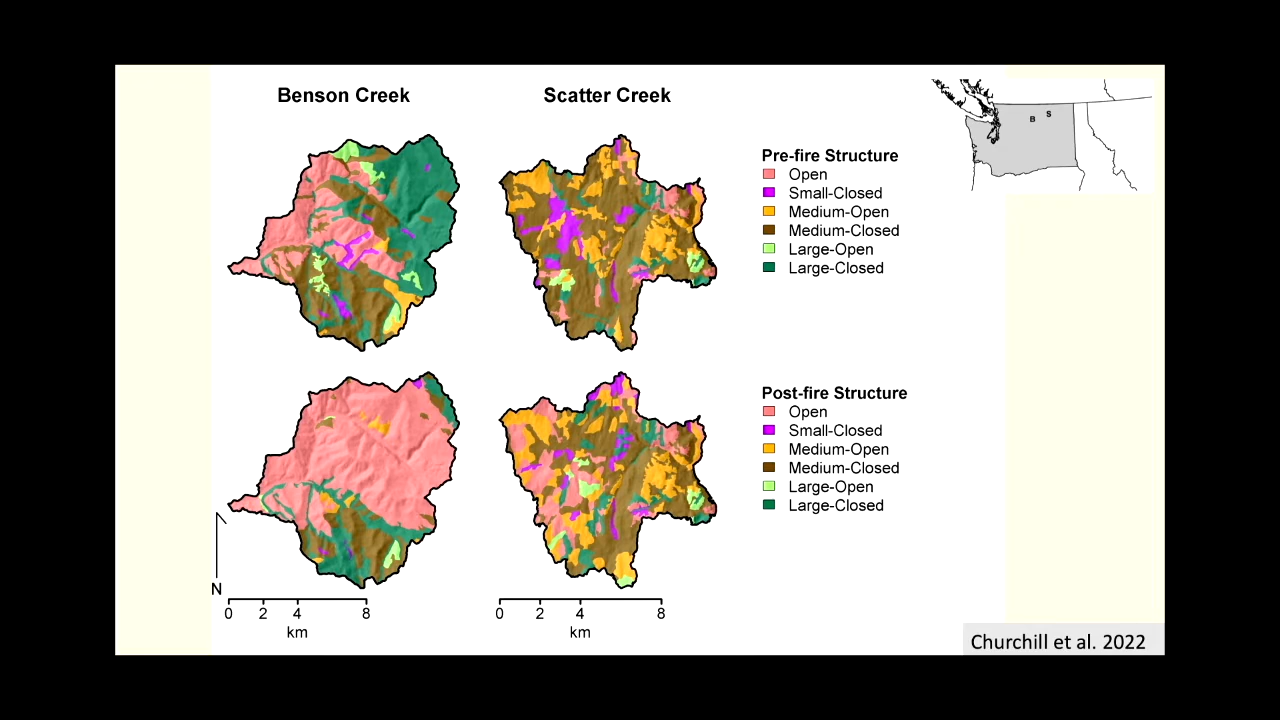 Benson Creek
Scatter Creek
B
S
Pre-fire Structure
Open
Small-Closed
Medium-Open
Medium-Closed
Large-Open
Large-Closed
Post-fire Structure
Open
Small-Closed
Medium-Open
Medium-Closed
Large-Open
Large-Closed
N
0 2 4 8
km
0 2 4 8
km
Churchill et al. 2022